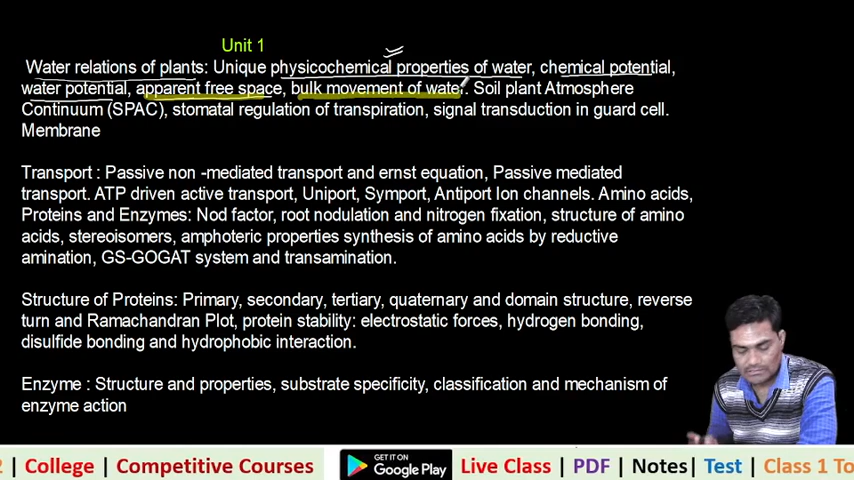 Unit 1
Water relations of plants: Unique physicochemical properties of water, chemical potential,
water potential, apparent free space, bulk movement of water. Soil plant Atmosphere
Continuum (SPAC), stomatal regulation of transpiration, signal transduction in guard cell.
Membrane
Transport : Passive non -mediated transport and ernst equation, Passive mediated
transport. ATP driven active transport, Uniport, Symport, Antiport Ion channels. Amino acids,
Proteins and Enzymes: Nod factor, root nodulation and nitrogen fixation, structure of amino
acids, stereoisomers, amphoteric properties synthesis of amino acids by reductive
amination, GS-GOGAT system and transamination.
Structure of Proteins: Primary, secondary, tertiary, quaternary and domain structure, reverse
turn and Ramachandran Plot, protein stability: electrostatic forces, hydrogen bonding,
disulfide bonding and hydrophobic interaction.
Enzyme : Structure and properties, substrate specificity, classification and mechanism of
enzyme action
2 | College | Competitive Courses GET IT ON Google Play Live Class | PDF | Notes| Test | Class 1 To